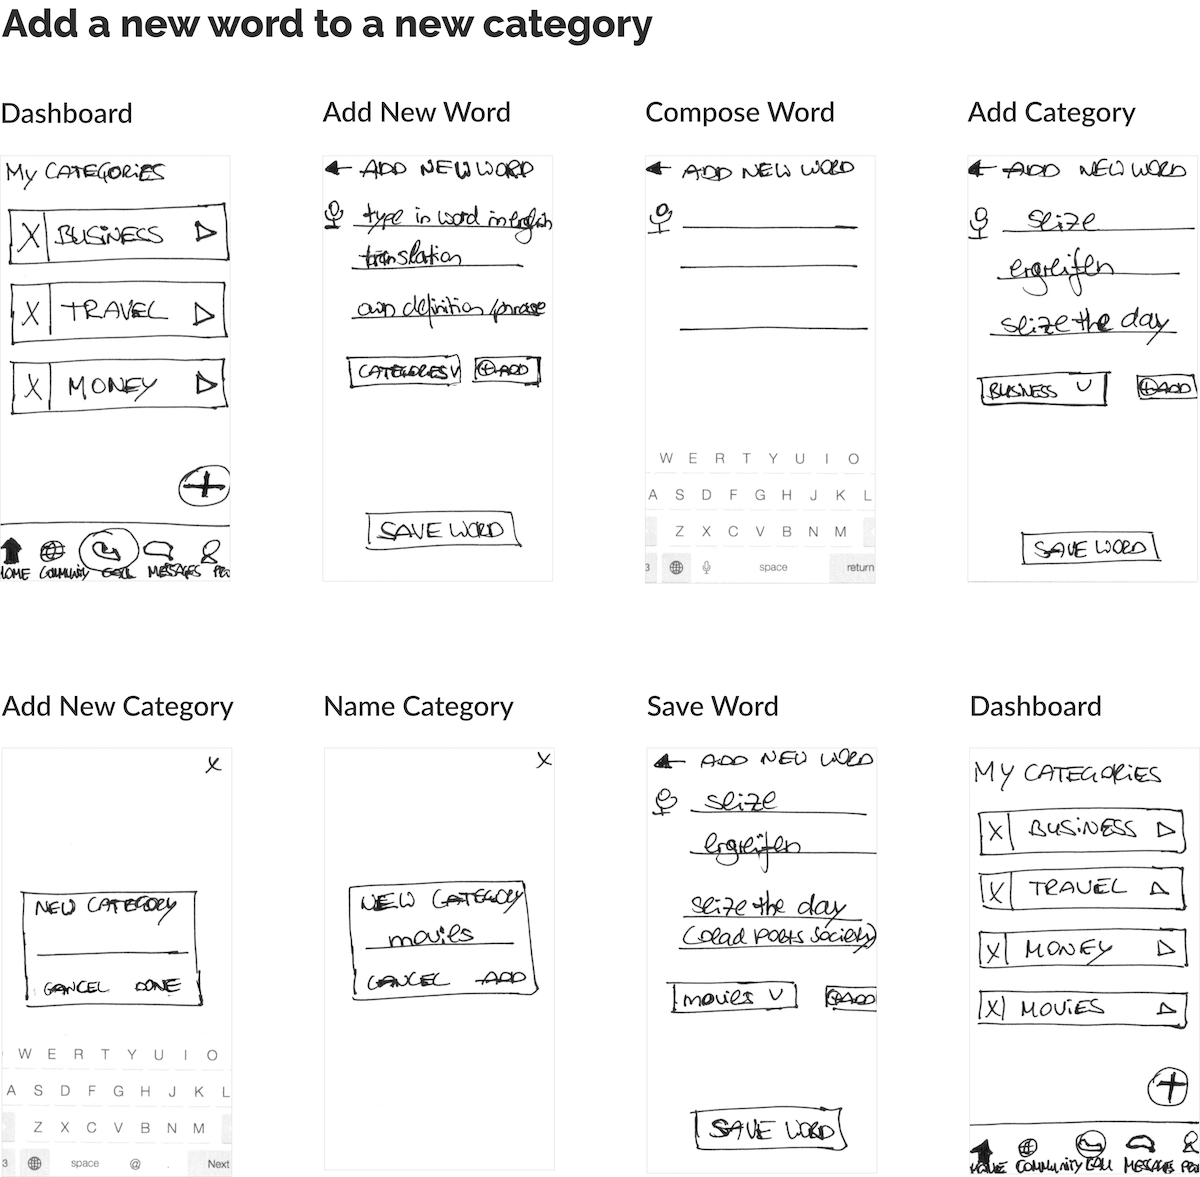 Add a new word to a new category
Dashboard
My CATEGORIES
X BUSINESS
X TRAVEL
X MONEY
+
HOME COMMUNITY CALL MESSAGES
Add New Word
ADD NEW WORD
type in word in english
translation
own definition/phrase
CATEGORIES V + ADD
SAVE WORD
Compose Word
ADD NEW WORD
W E R T Y U I O
A S D F G H J K L
Z X C V B N M
3 space return
Add Category
ADD NEW WORD
seize
ergreifen
seize the day
BUSINESS V + ADD
SAVE WORD
Add New Category
X
NEW CATEGORY
CANCEL DONE
W E R T Y U I O
A S D F G H J K L
Z X C V B N M
3 space @ . Next
Name Category
X
NEW CATEGORY
movies
CANCEL ADD
Save Word
ADD NEW WORD
seize
ergreifen
seize the day
(Dead Poets Society)
movies V + ADD
SAVE WORD
Dashboard
MY CATEGORIES
X BUSINESS
X TRAVEL
X MONEY
X MOVIES
+
HOME COMMUNITY CALL MESSAGES